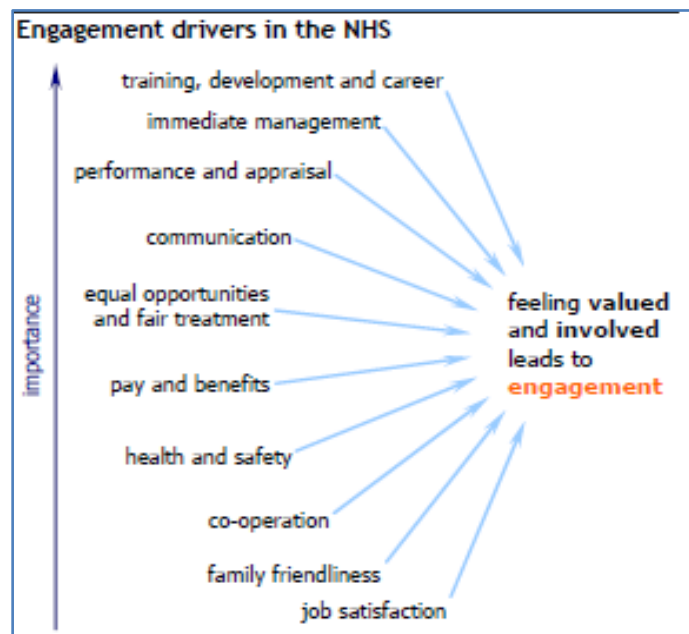 Engagement drivers in the NHS
importance
training, development and career
immediate management
performance and appraisal
communication
equal opportunities
and fair treatment
pay and benefits
health and safety
co-operation
family friendliness
job satisfaction
feeling valued
and involved
leads to
engagement